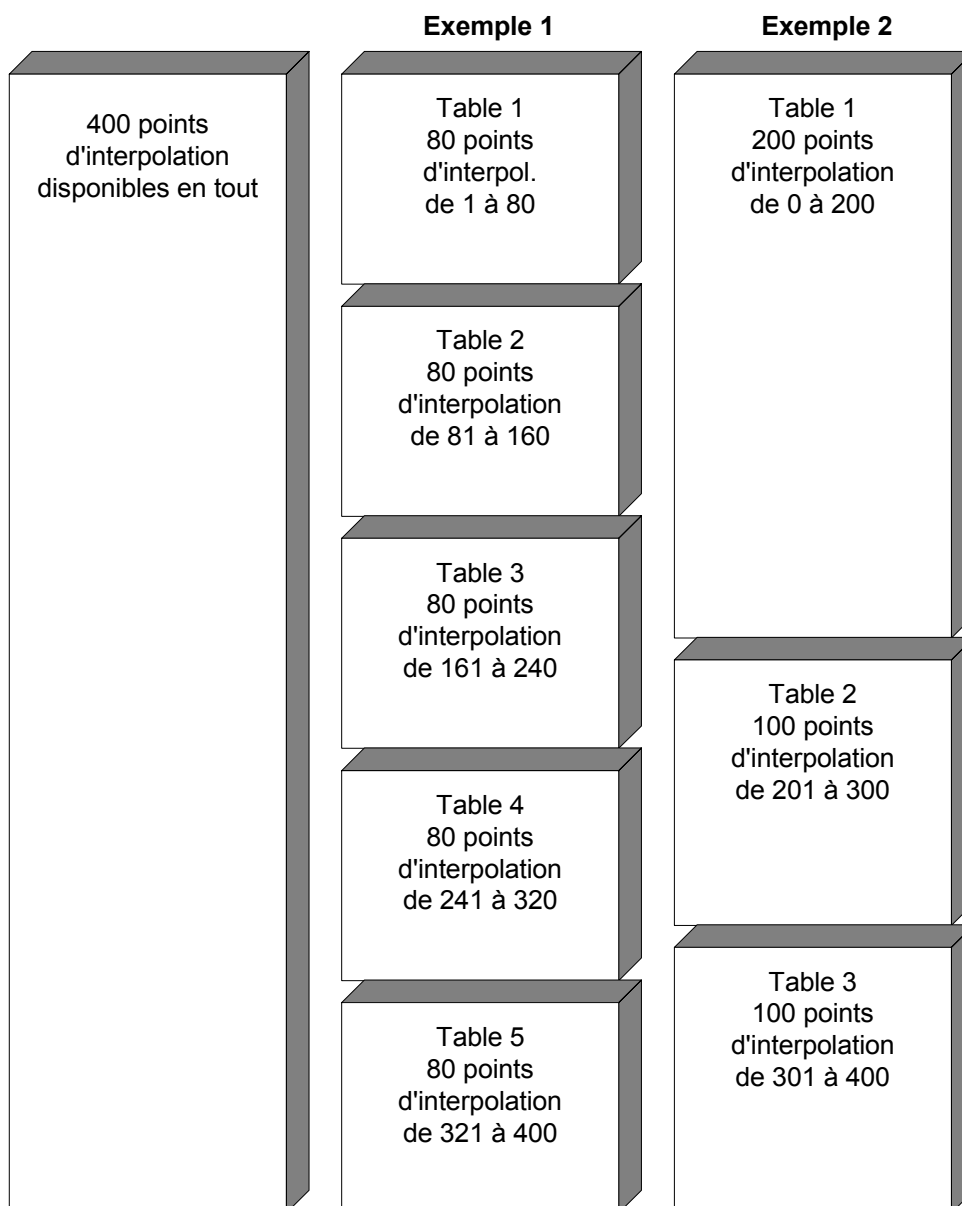 Exemple 1
Exemple 2
400 points
d'interpolation
disponibles en tout
Table 1
80 points
d'interpol.
de 1 à 80
Table 2
80 points
d'interpolation
de 81 à 160
Table 3
80 points
d'interpolation
de 161 à 240
Table 4
80 points
d'interpolation
de 241 à 320
Table 5
80 points
d'interpolation
de 321 à 400
Table 1
200 points
d'interpolation
de 0 à 200
Table 2
100 points
d'interpolation
de 201 à 300
Table 3
100 points
d'interpolation
de 301 à 400